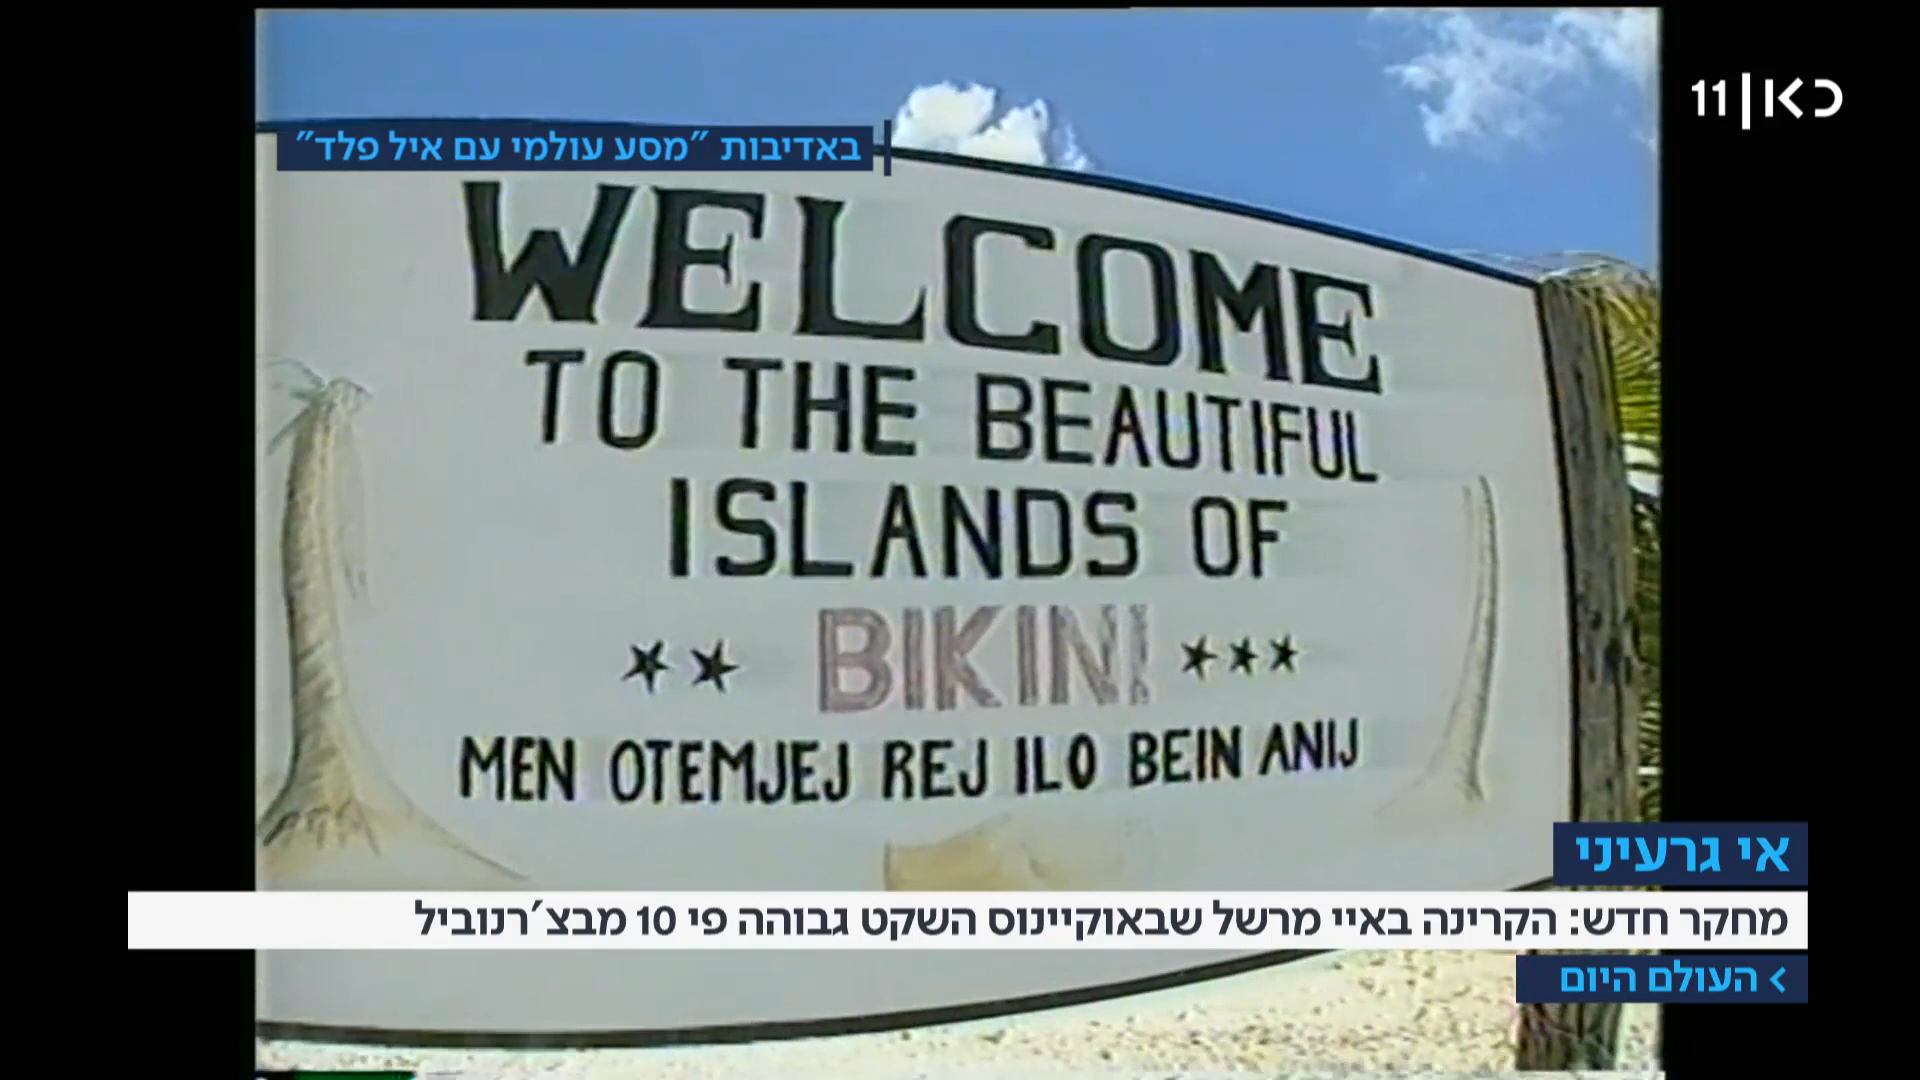 כאן 11
באדיבות "מסע עולמי עם איל פלד"
WELCOME
TO THE BEAUTIFUL
ISLANDS OF
BIKINI
MEN OTEMJEJ REJ ILO BEIN ANIJ
אי גרעיני
מחקר חדש: הקרינה באיי מרשל שבאוקיינוס השקט גבוהה פי 10 מבצ'רנוביל
העולם היום